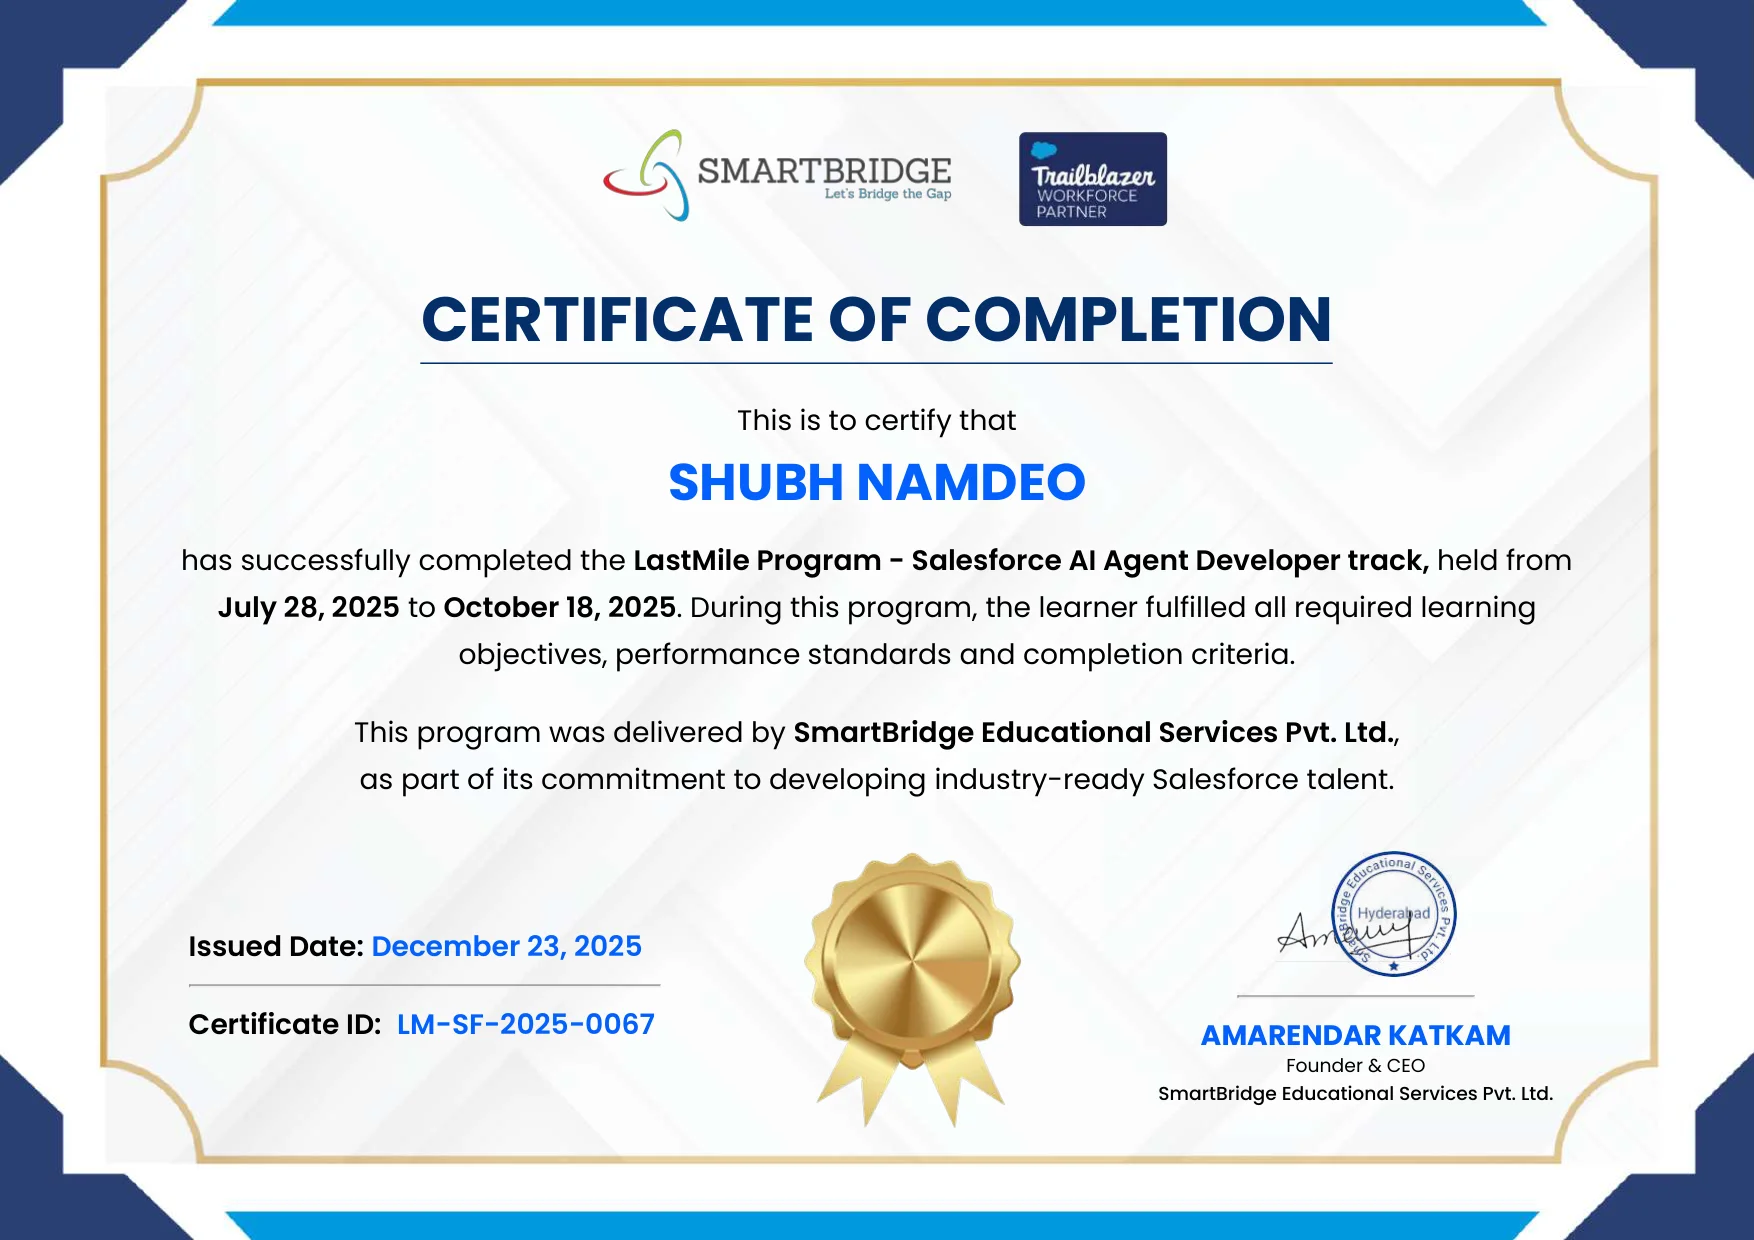 SMARTBRIDGE
Let's Bridge the Gap
Trailblazer
WORKFORCE
PARTNER
CERTIFICATE OF COMPLETION
This is to certify that
SHUBH NAMDEO
has successfully completed the LastMile Program - Salesforce AI Agent Developer track, held from
July 28, 2025 to October 18, 2025. During this program, the learner fulfilled all required learning
objectives, performance standards and completion criteria.
This program was delivered by SmartBridge Educational Services Pvt. Ltd.,
as part of its commitment to developing industry-ready Salesforce talent.
Issued Date: December 23, 2025
Certificate ID: LM-SF-2025-0067
SmartBridge Educational Services Pvt. Ltd.
Hyderabad
AMARENDAR KATKAM
Founder & CEO
SmartBridge Educational Services Pvt. Ltd.